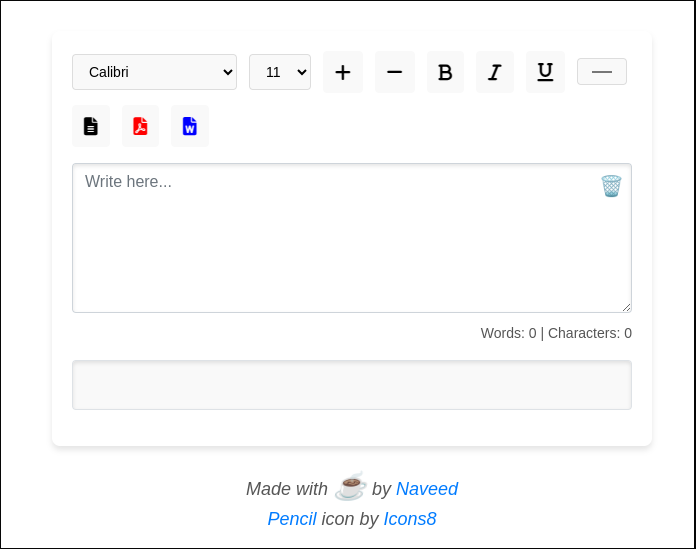 Calibri 11 B I U
W
Write here...
Words: 0 | Characters: 0
Made with by Naveed
Pencil icon by Icons8